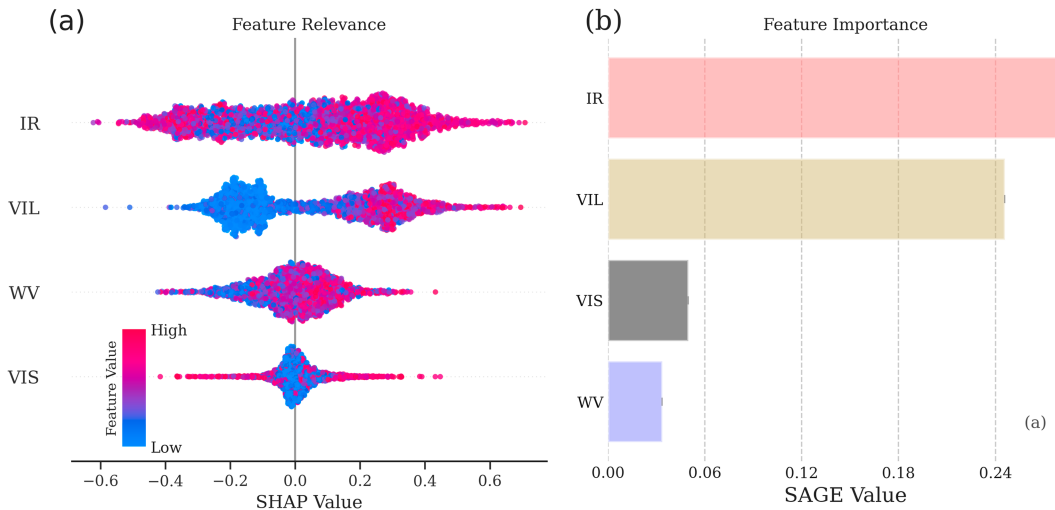 (a)
Feature Relevance
IR
VIL
WV
VIS
High
Feature Value
Low
−0.6 −0.4 −0.2 0.0 0.2 0.4 0.6
SHAP Value
(b)
Feature Importance
IR
VIL
VIS
WV
(a)
0.00 0.06 0.12 0.18 0.24
SAGE Value